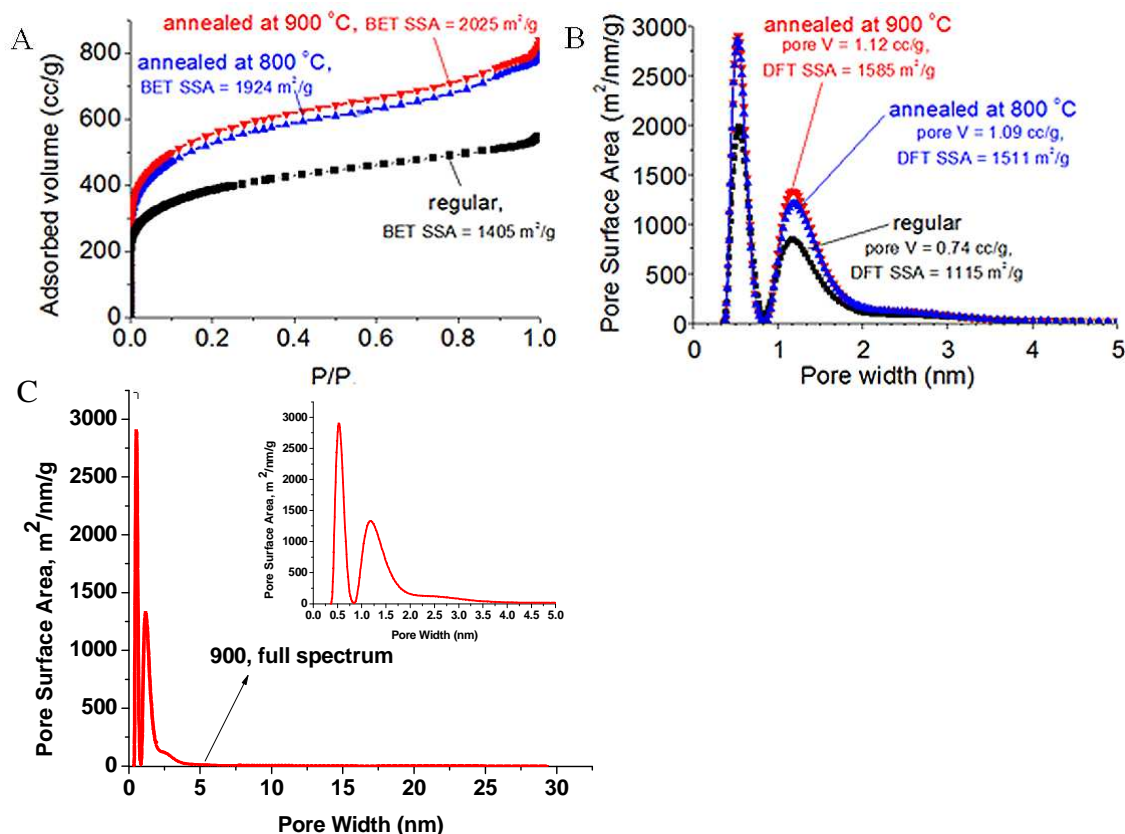 A
annealed at 900 °C, BET SSA = 2025 m²/g
annealed at 800 °C,
BET SSA = 1924 m²/g
regular,
BET SSA = 1405 m²/g
Adsorbed volume (cc/g)
800
600
400
200
0
0.0 0.2 0.4 0.6 0.8 1.0
P/P.
B
annealed at 900 °C
pore V = 1.12 cc/g,
DFT SSA = 1585 m²/g
annealed at 800 °C
pore V = 1.09 cc/g,
DFT SSA = 1511 m²/g
regular
pore V = 0.74 cc/g,
DFT SSA = 1115 m²/g
Pore Surface Area (m²/nm/g)
3000
2500
2000
1500
1000
500
0
0 1 2 3 4 5
Pore width (nm)
C
Pore Surface Area, m²/nm/g
3000
2500
2000
1500
1000
500
0
0 5 10 15 20 25 30
Pore Width (nm)
900, full spectrum
Pore Surface Area, m²/nm/g
3000
2500
2000
1500
1000
500
0
0.0 0.5 1.0 1.5 2.0 2.5 3.0 3.5 4.0 4.5 5.0
Pore Width (nm)